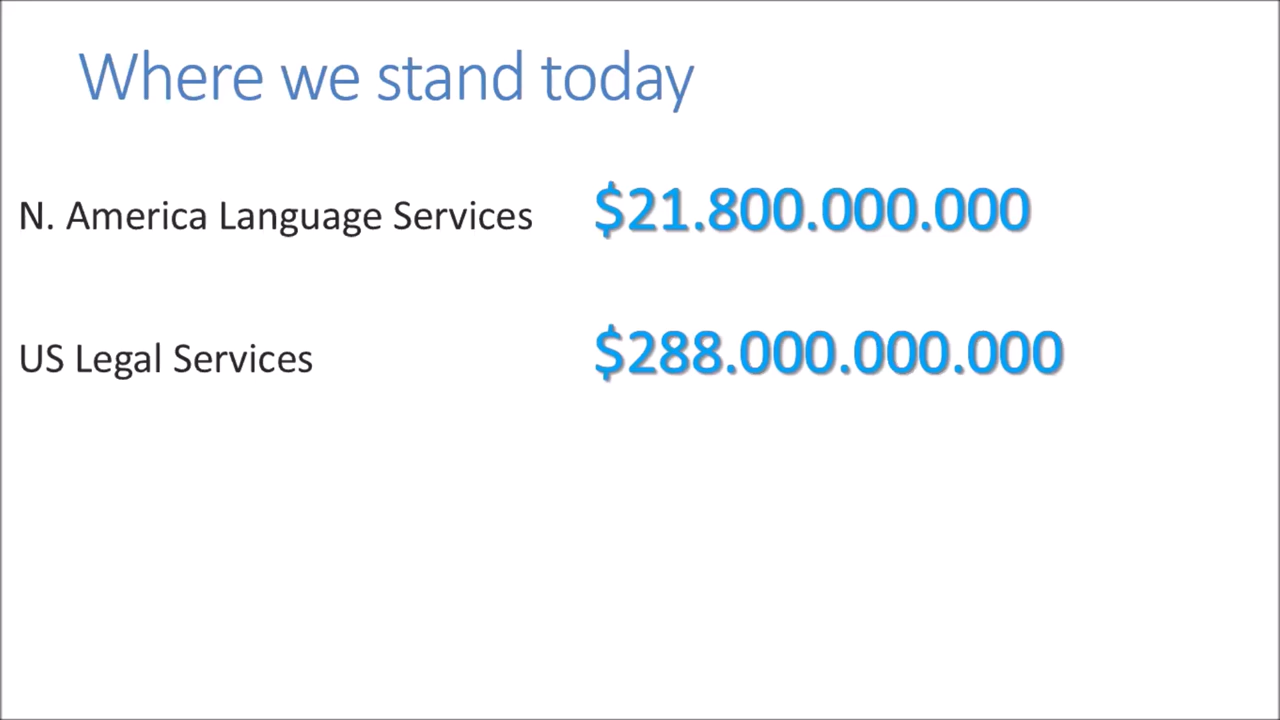 Where we stand today
N. America Language Services $21.800.000.000
US Legal Services $288.000.000.000